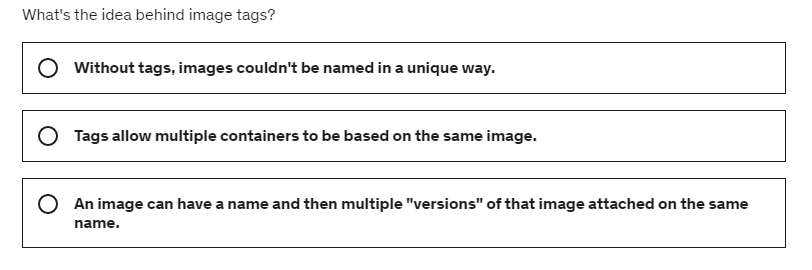 What's the idea behind image tags?
Without tags, images couldn't be named in a unique way.
Tags allow multiple containers to be based on the same image.
An image can have a name and then multiple "versions" of that image attached on the same
name.